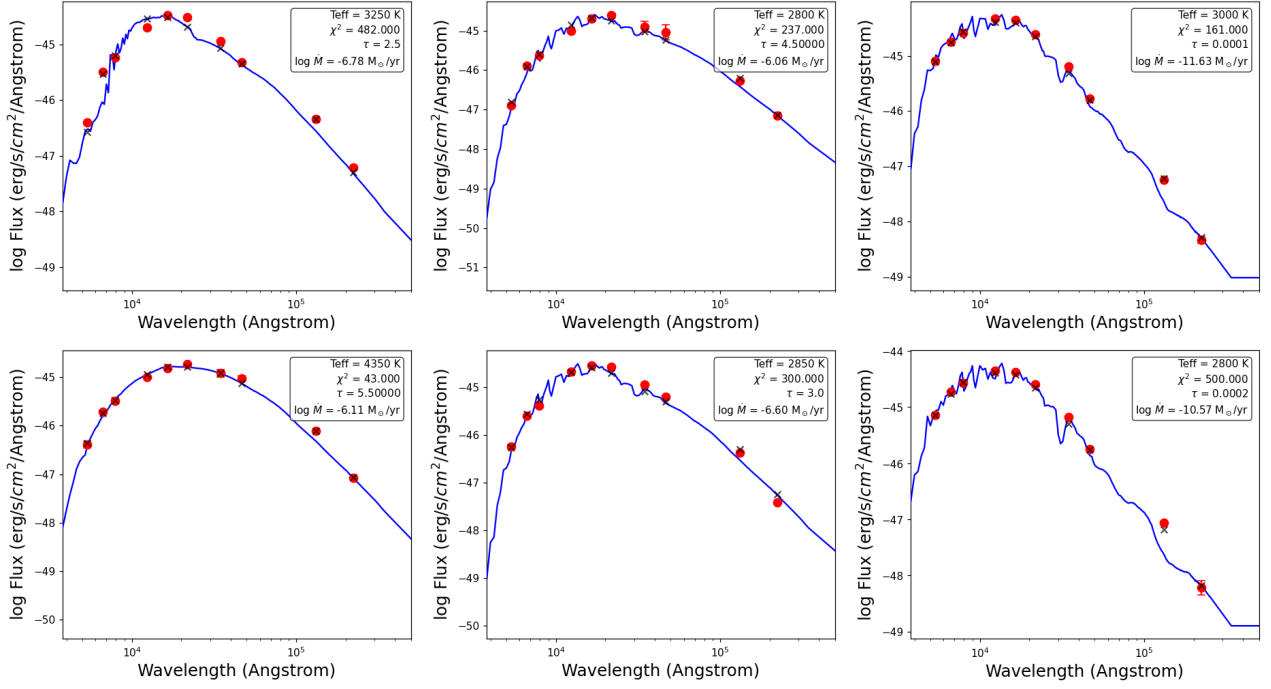 Teff = 3250 K
χ² = 482.000
τ = 2.5
log Ṁ = -6.78 M⊙/yr
−45
−46
−47
−48
−49
log Flux (erg/s/cm²/Angstrom)
10⁴
10⁵
Wavelength (Angstrom)
Teff = 2800 K
χ² = 237.000
τ = 4.50000
log Ṁ = -6.06 M⊙/yr
−45
−46
−47
−48
−49
−50
−51
log Flux (erg/s/cm²/Angstrom)
10⁴
10⁵
Wavelength (Angstrom)
Teff = 3000 K
χ² = 161.000
τ = 0.0001
log Ṁ = -11.63 M⊙/yr
−45
−46
−47
−48
−49
log Flux (erg/s/cm²/Angstrom)
10⁴
10⁵
Wavelength (Angstrom)
Teff = 4350 K
χ² = 43.000
τ = 5.50000
log Ṁ = -6.11 M⊙/yr
−45
−46
−47
−48
−49
−50
log Flux (erg/s/cm²/Angstrom)
10⁴
10⁵
Wavelength (Angstrom)
Teff = 2850 K
χ² = 300.000
τ = 3.0
log Ṁ = -6.60 M⊙/yr
−45
−46
−47
−48
−49
−50
log Flux (erg/s/cm²/Angstrom)
10⁴
10⁵
Wavelength (Angstrom)
Teff = 2800 K
χ² = 500.000
τ = 0.0002
log Ṁ = -10.57 M⊙/yr
−44
−45
−46
−47
−48
−49
log Flux (erg/s/cm²/Angstrom)
10⁴
10⁵
Wavelength (Angstrom)